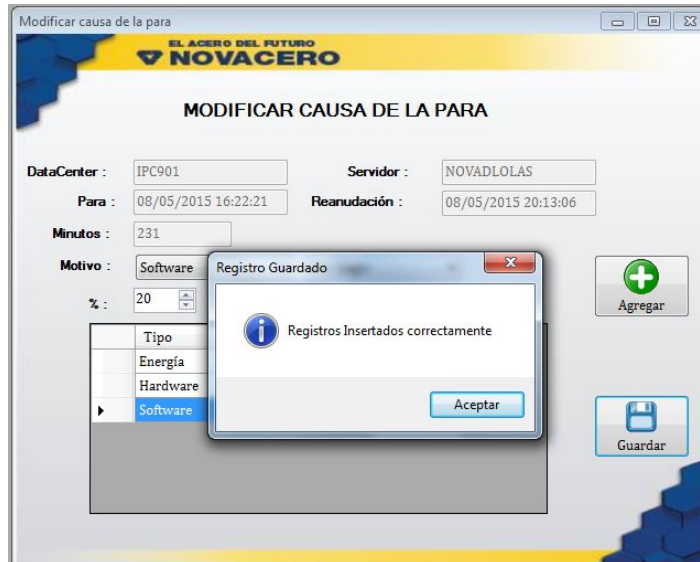 Modificar causa de la para
EL ACERO DEL FUTURO
NOVACERO
MODIFICAR CAUSA DE LA PARA
DataCenter : IPC901 Servidor : NOVADLOLAS
Para : 08/05/2015 16:22:21 Reanudación : 08/05/2015 20:13:06
Minutos : 231
Motivo : Software
% : 20
Agregar
Registro Guardado
Registros Insertados correctamente
Aceptar
Tipo
Energía
Hardware
Software
Guardar